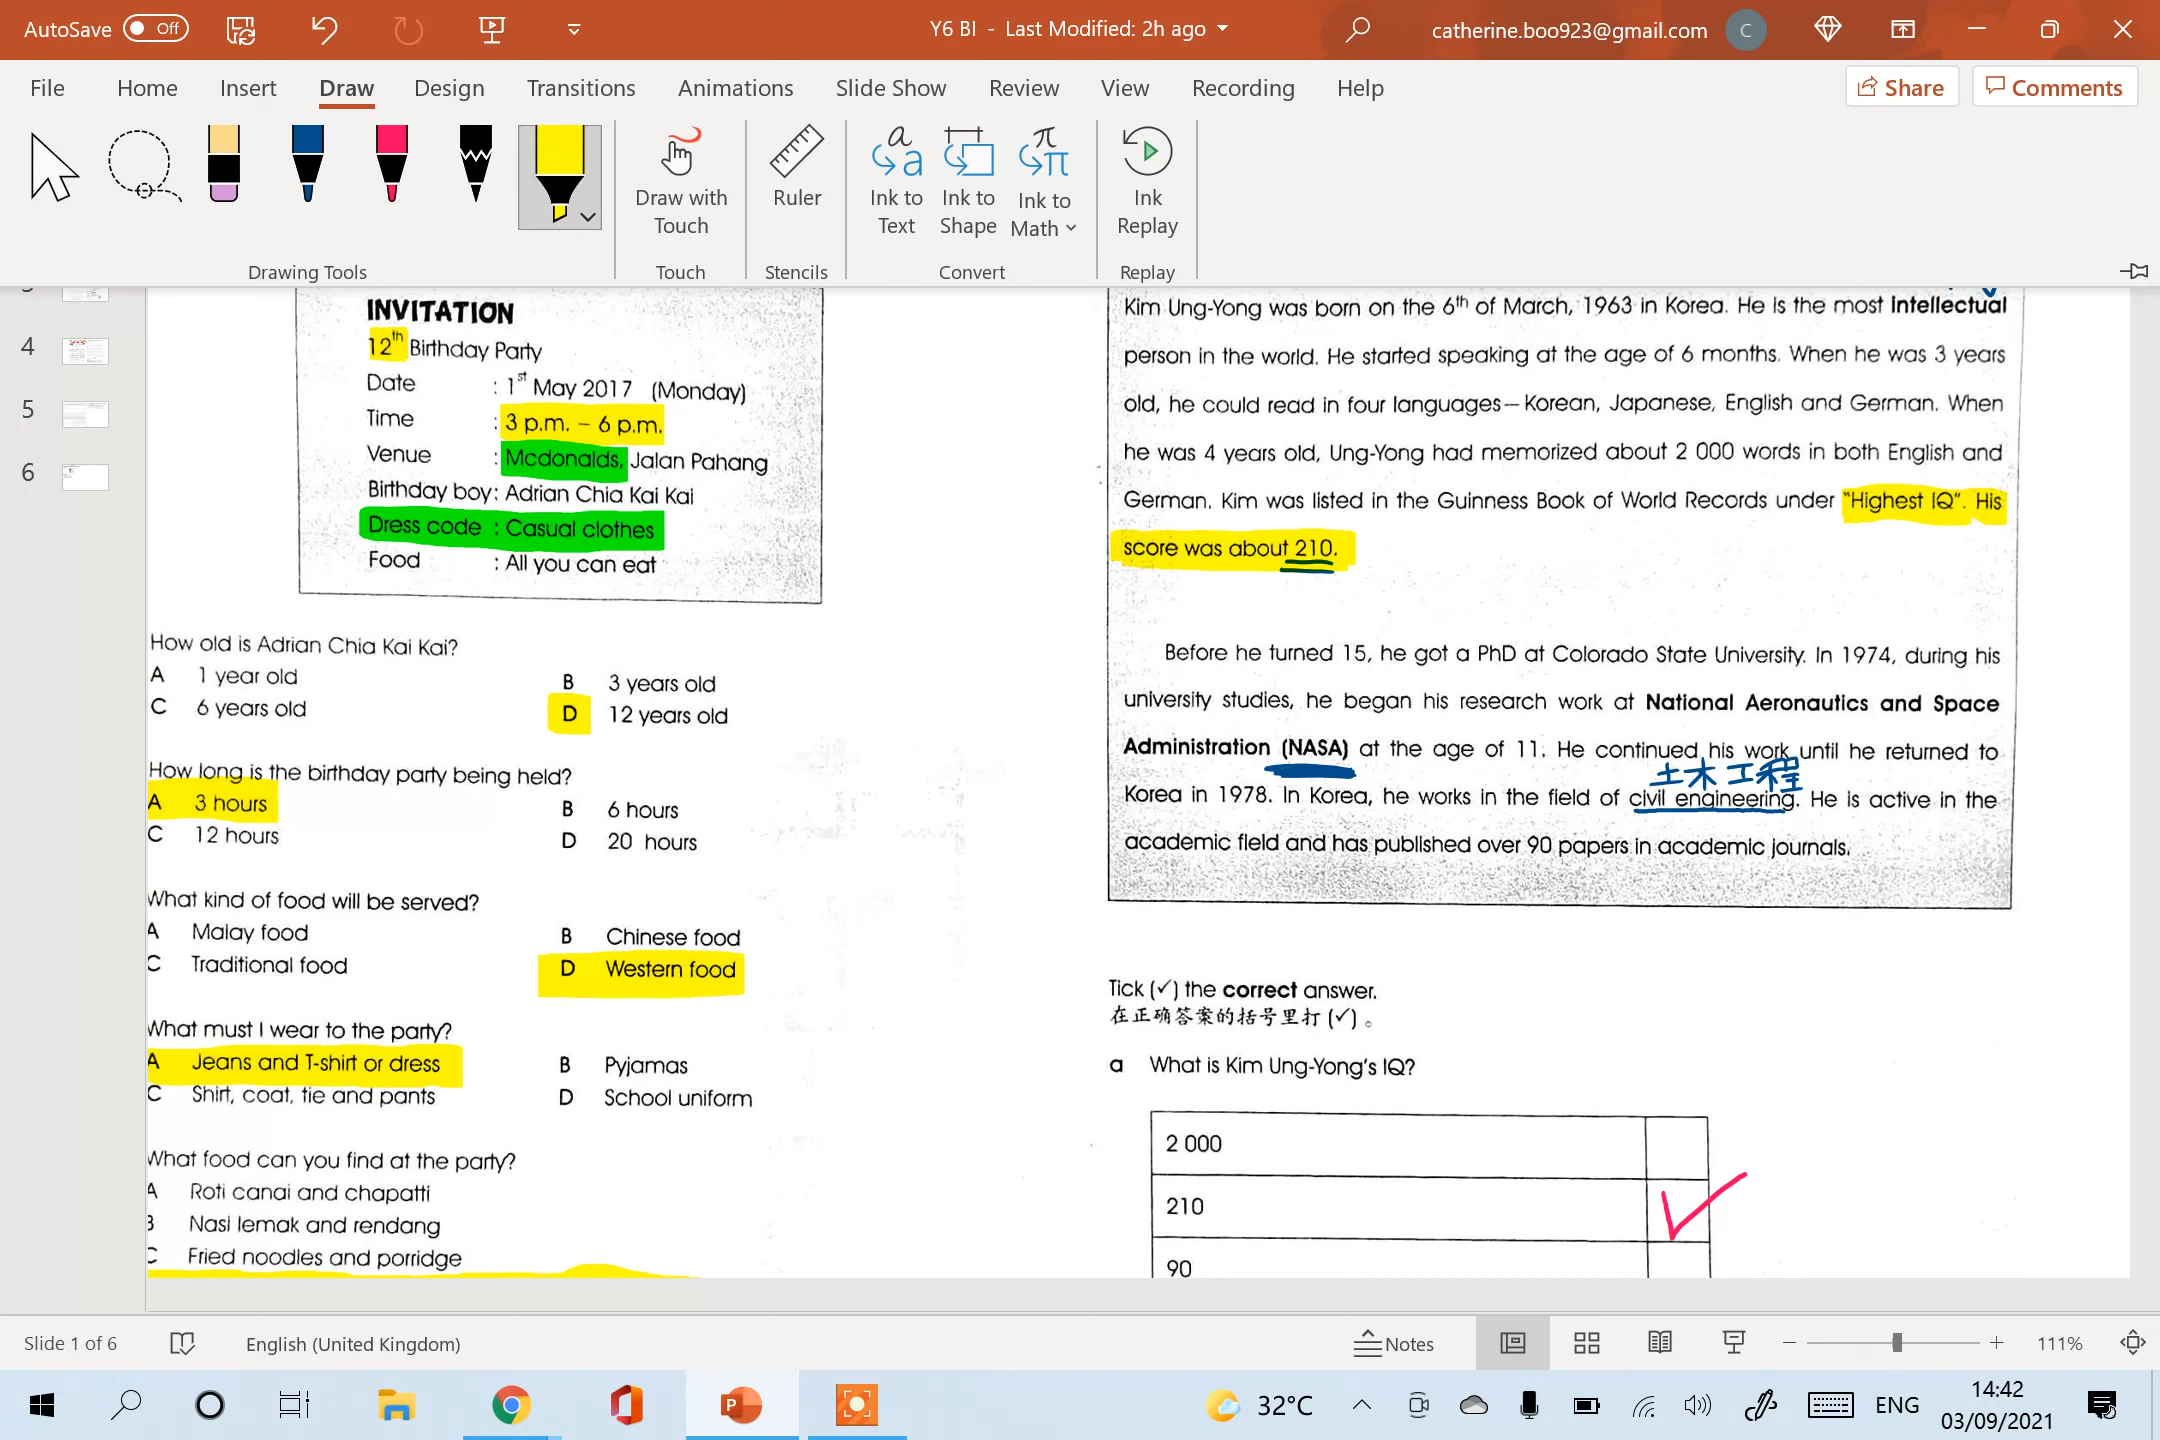 AutoSave Off
Y6 BI - Last Modified: 2h ago
catherine.boo923@gmail.com C
File Home Insert Draw Design Transitions Animations Slide Show Review View Recording Help
Share Comments
Draw with Touch
Ruler
Ink to Text
Ink to Shape
Ink to Math
Ink Replay
Drawing Tools Touch Stencils Convert Replay
4
5
6
INVITATION
12th Birthday Party
Date : 1st May 2017 (Monday)
Time : 3 p.m. – 6 p.m.
Venue : Mcdonalds, Jalan Pahang
Birthday boy: Adrian Chia Kai Kai
Dress code : Casual clothes
Food : All you can eat
How old is Adrian Chia Kai Kai?
A 1 year old B 3 years old
C 6 years old D 12 years old
How long is the birthday party being held?
A 3 hours B 6 hours
C 12 hours D 20 hours
What kind of food will be served?
A Malay food B Chinese food
C Traditional food D Western food
What must I wear to the party?
A Jeans and T-shirt or dress B Pyjamas
C Shirt, coat, tie and pants D School uniform
What food can you find at the party?
A Roti canai and chapatti
B Nasi lemak and rendang
C Fried noodles and porridge
Kim Ung-Yong was born on the 6th of March, 1963 in Korea. He is the most intellectual
person in the world. He started speaking at the age of 6 months. When he was 3 years
old, he could read in four languages – Korean, Japanese, English and German. When
he was 4 years old, Ung-Yong had memorized about 2 000 words in both English and
German. Kim was listed in the Guinness Book of World Records under "Highest IQ". His
score was about 210.
Before he turned 15, he got a PhD at Colorado State University. In 1974, during his
university studies, he began his research work at National Aeronautics and Space
Administration (NASA) at the age of 11. He continued his work until he returned to
土木工程
Korea in 1978. In Korea, he works in the field of civil engineering. He is active in the
academic field and has published over 90 papers in academic journals.
Tick (✓) the correct answer.
在正确答案的括号里打 (✓) 。
a What is Kim Ung-Yong's IQ?
2 000
210
90
Slide 1 of 6 English (United Kingdom) Notes 111%
32°C ENG 14:42
03/09/2021